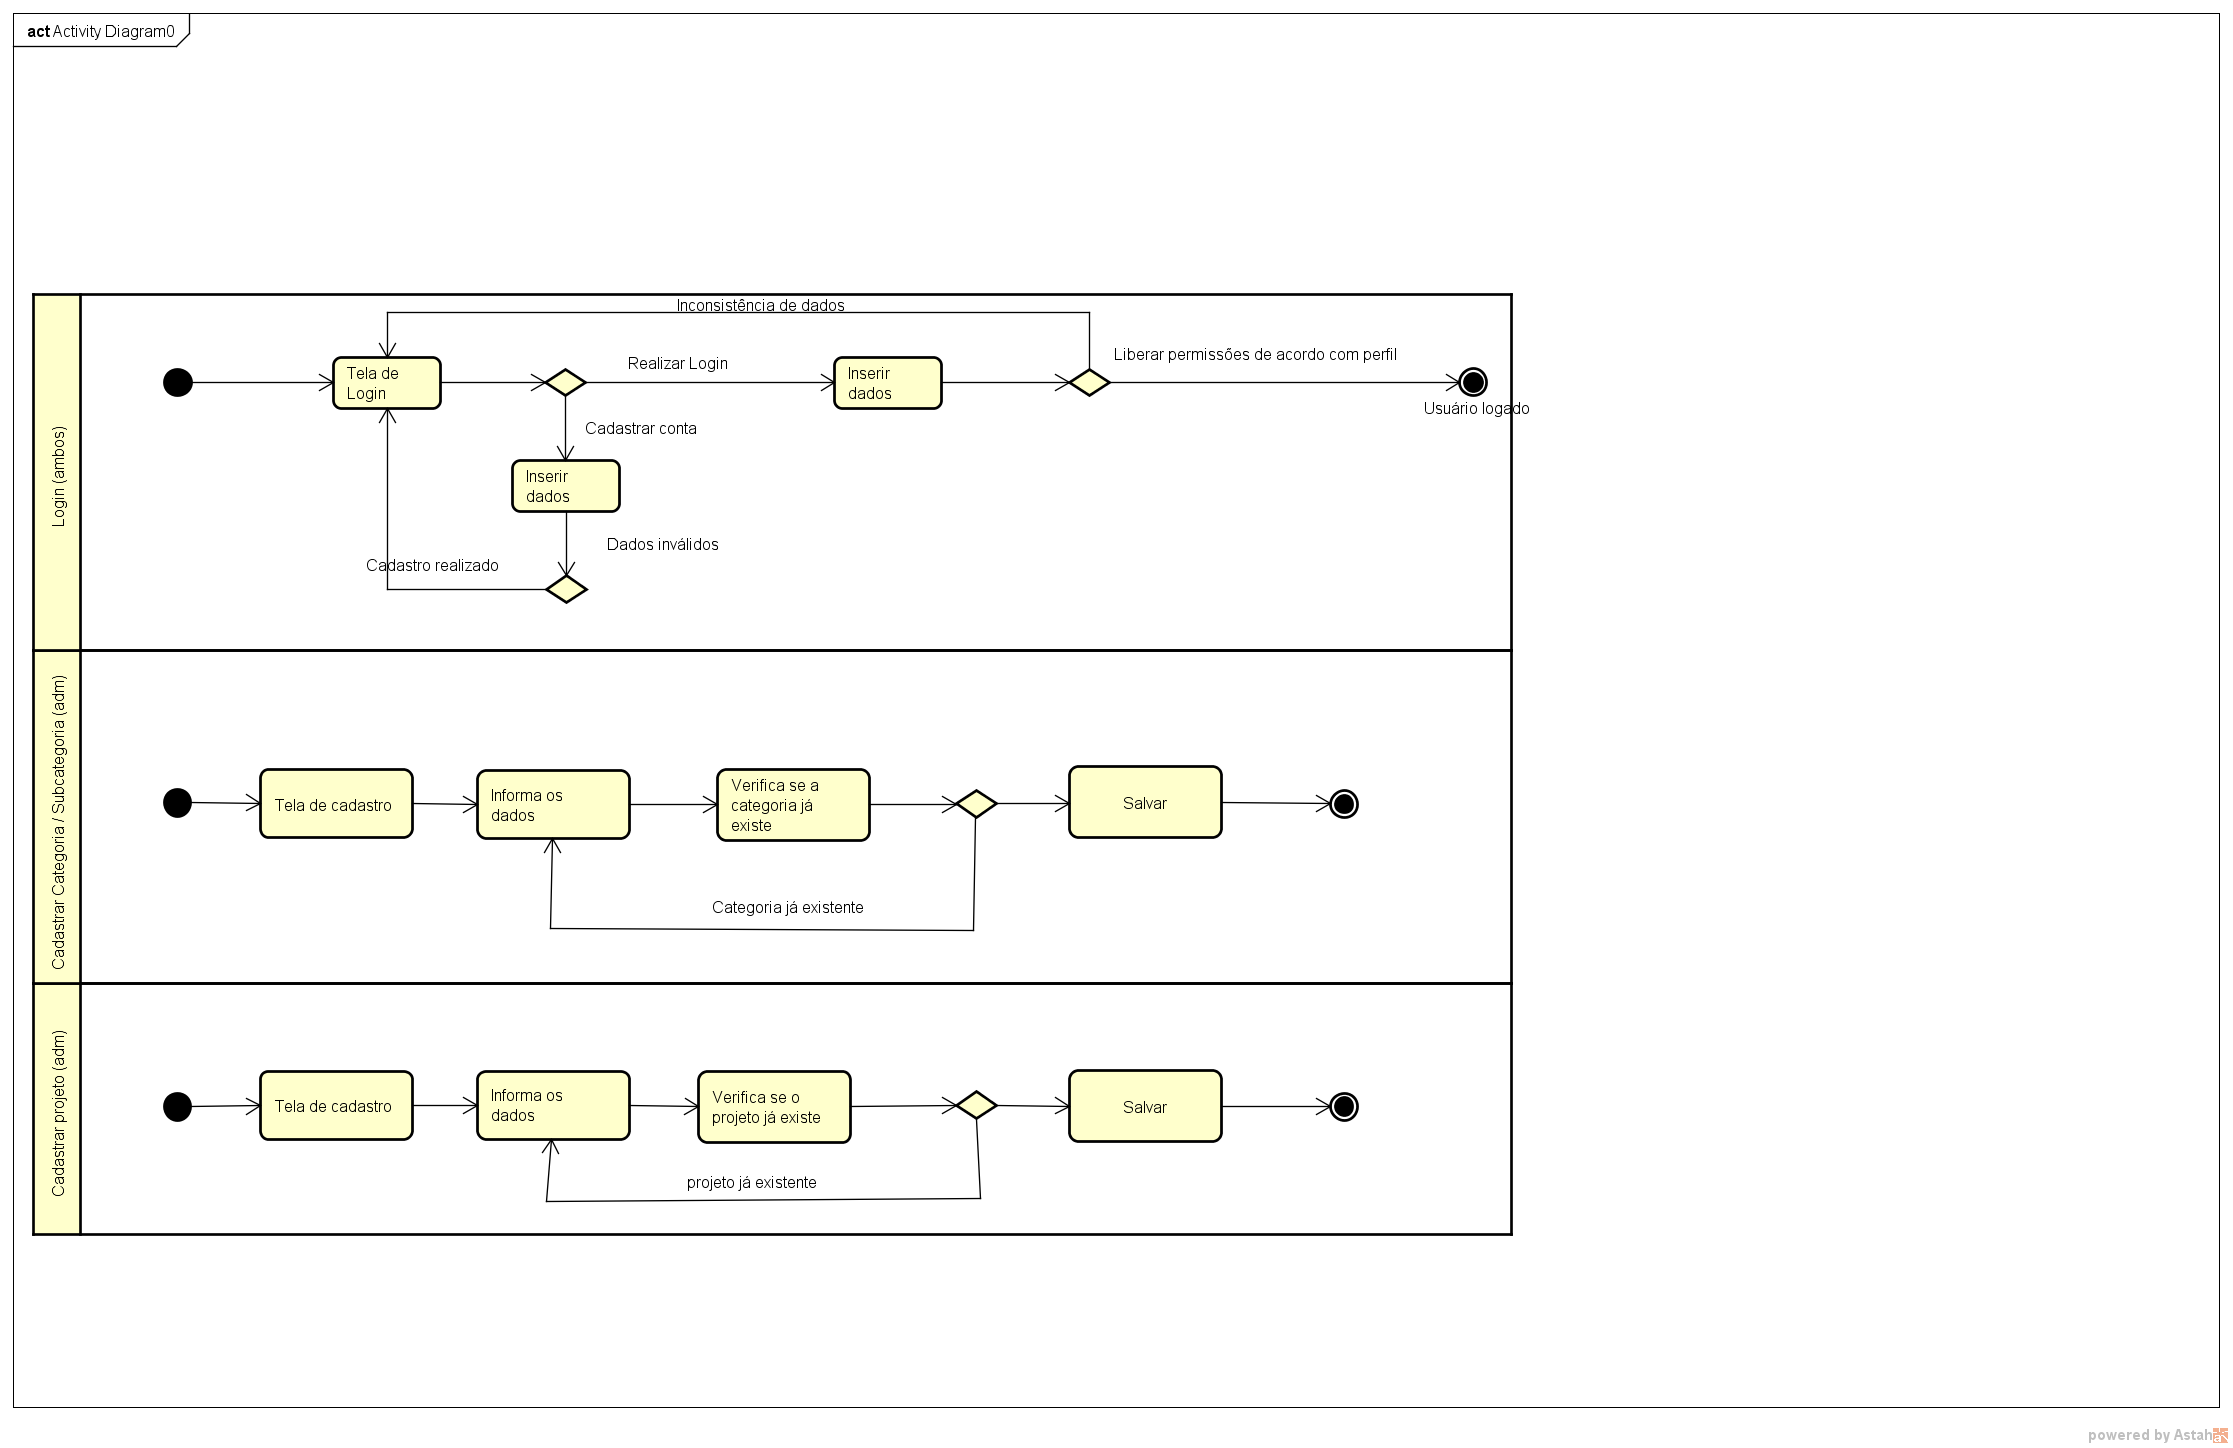 act Activity Diagram0
Login (ambos)
Inconsistência de dados
Tela de
Login
Realizar Login
Inserir
dados
Liberar permissões de acordo com perfil
Usuário logado
Cadastrar conta
Inserir
dados
Dados inválidos
Cadastro realizado
Cadastrar Categoria / Subcategoria (adm)
Tela de cadastro
Informa os
dados
Verifica se a
categoria já
existe
Salvar
Categoria já existente
Cadastrar projeto (adm)
Tela de cadastro
Informa os
dados
Verifica se o
projeto já existe
Salvar
projeto já existente
powered by Astah